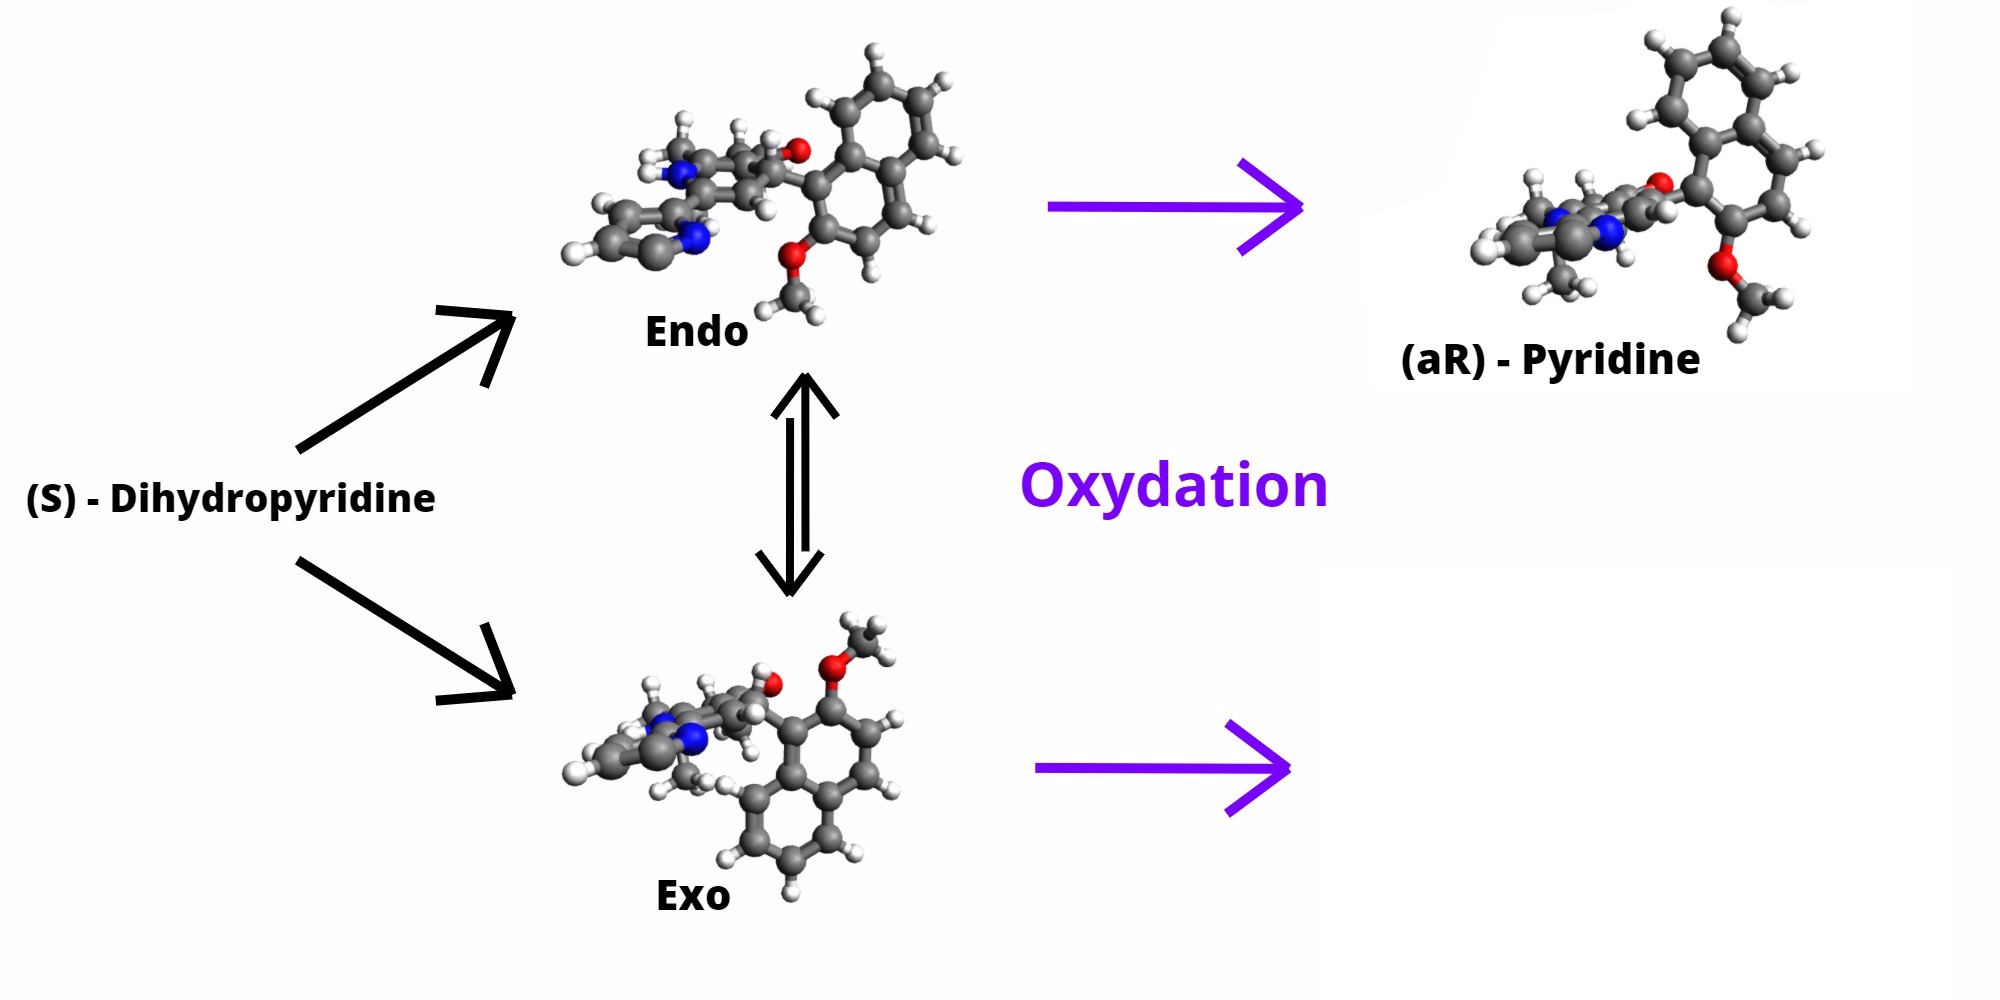 Endo
(aR) - Pyridine
(S) - Dihydropyridine
Oxydation
Exo